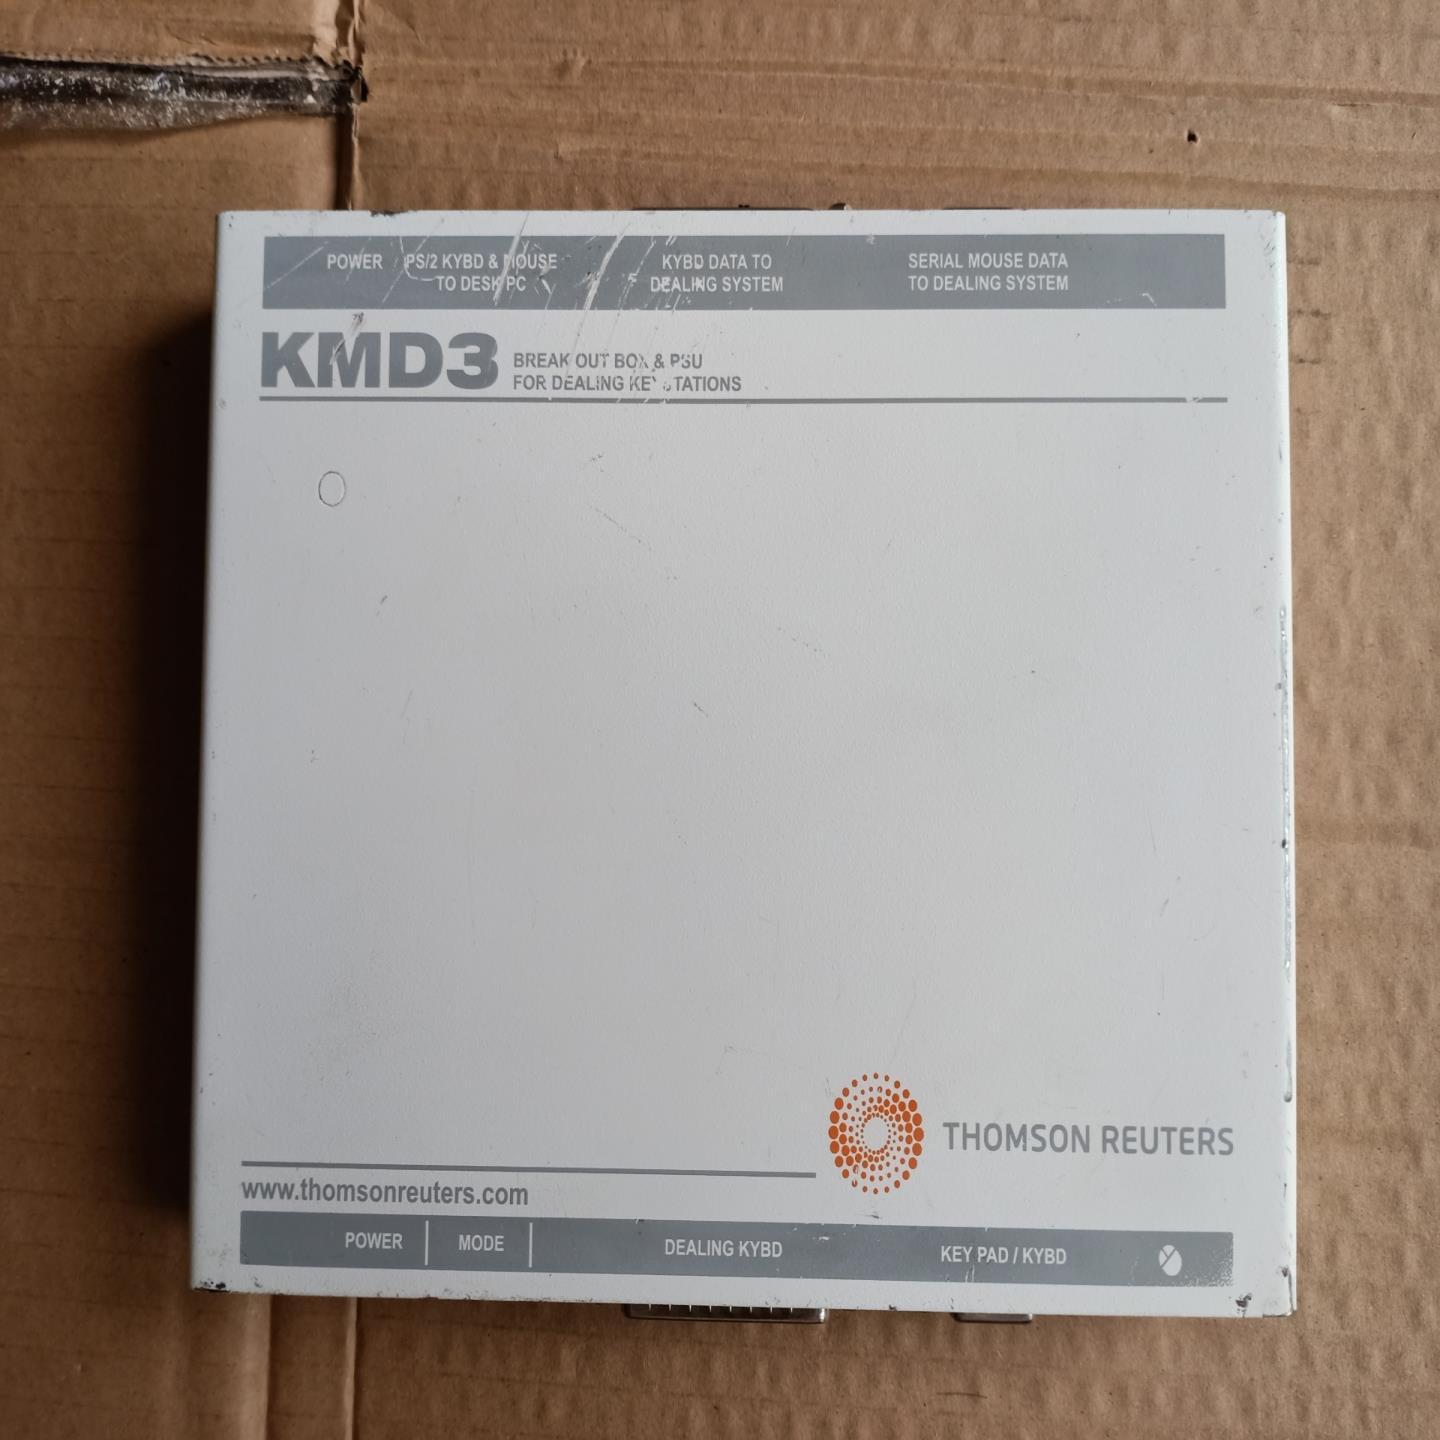 POWER
PS/2 KYBD & MOUSE
TO DESK PC
KYBD DATA TO
DEALING SYSTEM
SERIAL MOUSE DATA
TO DEALING SYSTEM
KMD3
BREAK OUT BOX & PSU
FOR DEALING KEYSTATIONS
THOMSON REUTERS
www.thomsonreuters.com
POWER
MODE
DEALING KYBD
KEY PAD / KYBD